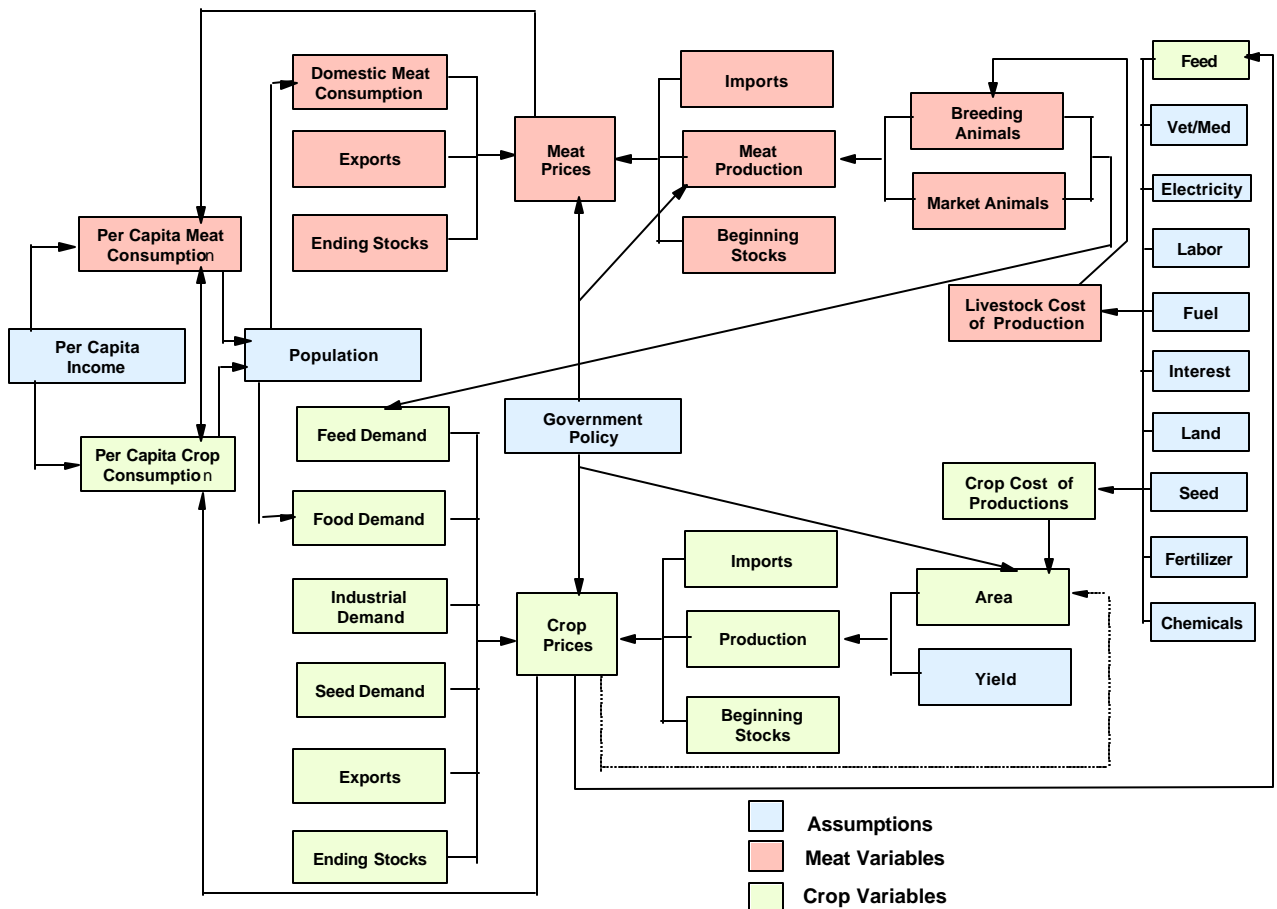 Domestic Meat
Consumption
Exports
Ending Stocks
Per Capita Meat
Consumption
Per Capita
Income
Population
Per Capita Crop
Consumption
Meat
Prices
Imports
Meat
Production
Beginning
Stocks
Breeding
Animals
Market Animals
Livestock Cost
of Production
Feed
Vet/Med
Electricity
Labor
Fuel
Interest
Land
Seed
Fertilizer
Chemicals
Government
Policy
Feed Demand
Food Demand
Industrial
Demand
Seed Demand
Exports
Ending Stocks
Crop
Prices
Imports
Production
Beginning
Stocks
Crop Cost of
Productions
Area
Yield
Assumptions
Meat Variables
Crop Variables